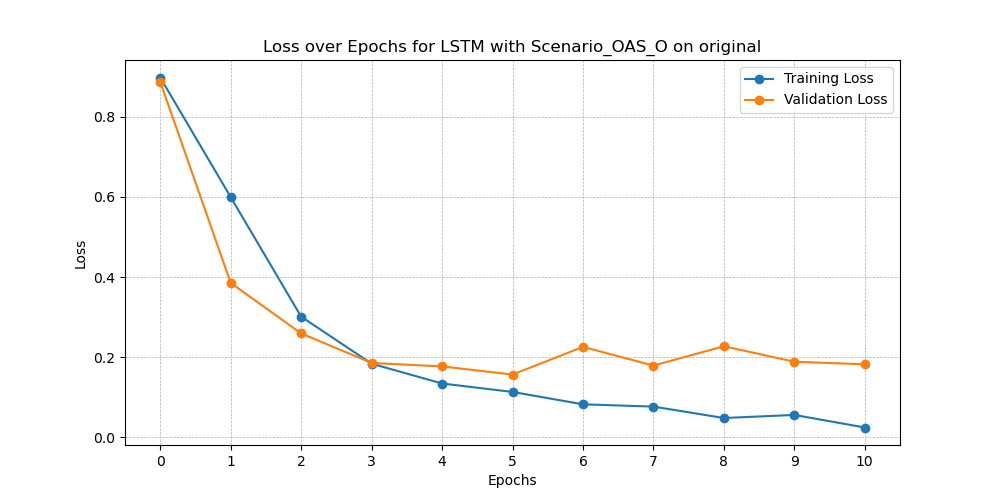 Loss over Epochs for LSTM with Scenario_OAS_O on original
Training Loss
Validation Loss
0.8
0.6
0.4
0.2
0.0
Loss
0 1 2 3 4 5 6 7 8 9 10
Epochs